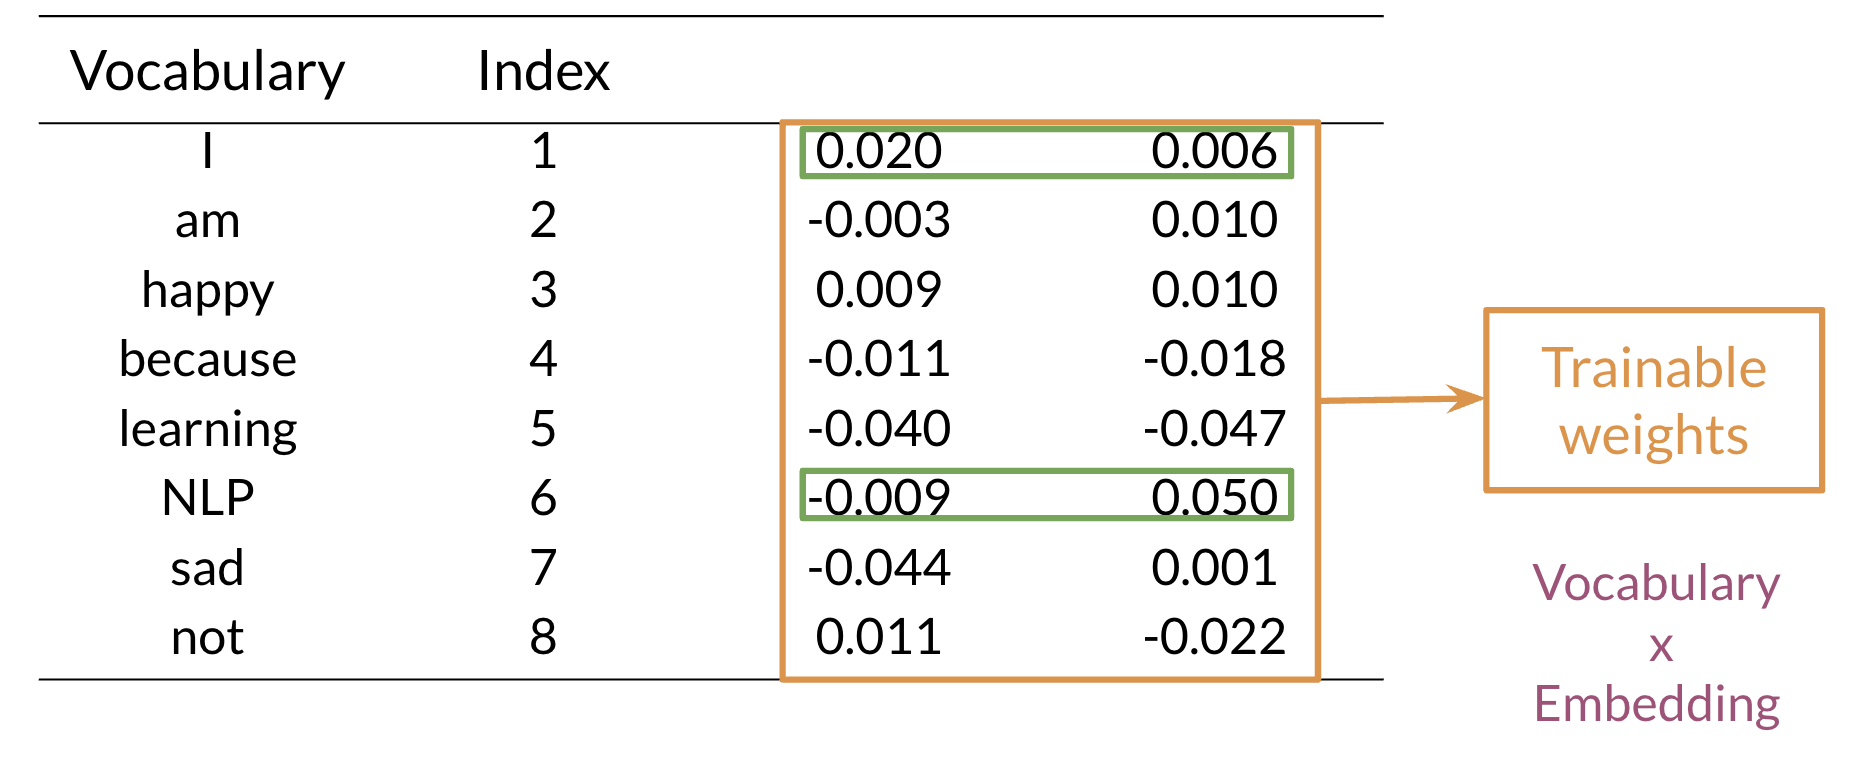 Vocabulary Index
I 1 0.020 0.006
am 2 -0.003 0.010
happy 3 0.009 0.010
because 4 -0.011 -0.018
learning 5 -0.040 -0.047
NLP 6 -0.009 0.050
sad 7 -0.044 0.001
not 8 0.011 -0.022
Trainable
weights
Vocabulary
x
Embedding